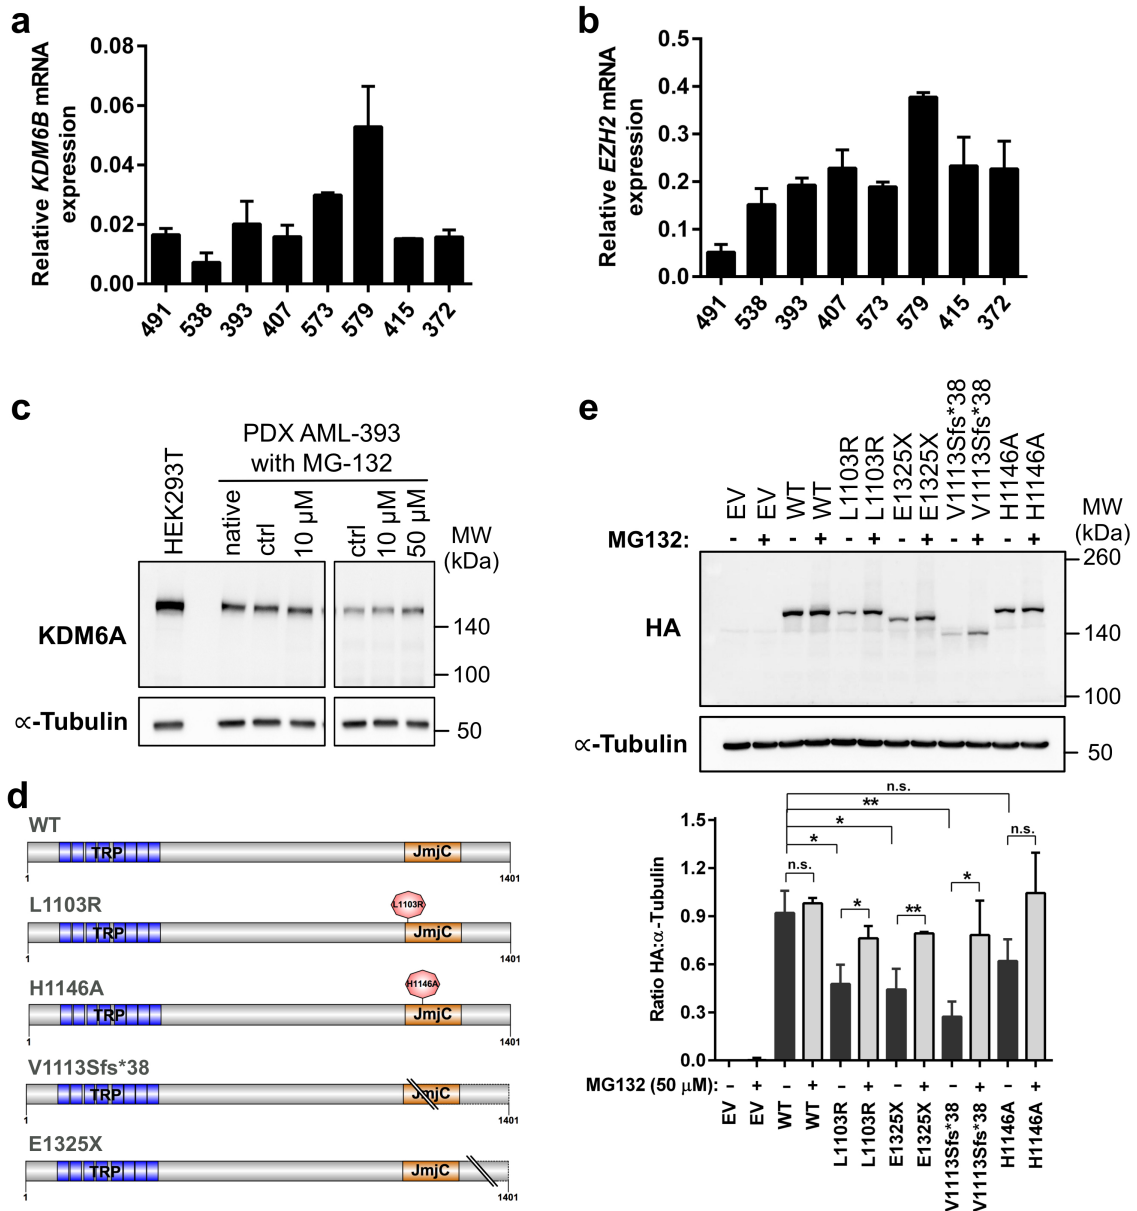 a
Relative KDM6B mRNA
expression
0.08
0.06
0.04
0.02
0.00
491
538
393
407
573
579
415
372
b
Relative EZH2 mRNA
expression
0.5
0.4
0.3
0.2
0.1
0.0
491
538
393
407
573
579
415
372
c
PDX AML-393
with MG-132
HEK293T
native
ctrl
10 µM
ctrl
10 µM
50 µM
MW
(kDa)
KDM6A
140
100
∝-Tubulin
50
d
WT
TRP
JmjC
1
1401
L1103R
L1103R
TRP
JmjC
1
1401
H1146A
H1146A
TRP
JmjC
1
1401
V1113Sfs*38
TRP
JmjC
1
1401
E1325X
TRP
JmjC
1
1401
e
EV
EV
WT
WT
L1103R
L1103R
E1325X
E1325X
V1113Sfs*38
V1113Sfs*38
H1146A
H1146A
MW
(kDa)
MG132: - + - + - + - + - + - +
260
HA
140
100
∝-Tubulin
50
n.s.
**
*
*
n.s.
*
**
*
n.s.
Ratio HA:α-Tubulin
1.5
1.2
0.9
0.6
0.3
0.0
MG132 (50 µM): - + - + - + - + - + - +
EV
EV
WT
WT
L1103R
L1103R
E1325X
E1325X
V1113Sfs*38
V1113Sfs*38
H1146A
H1146A